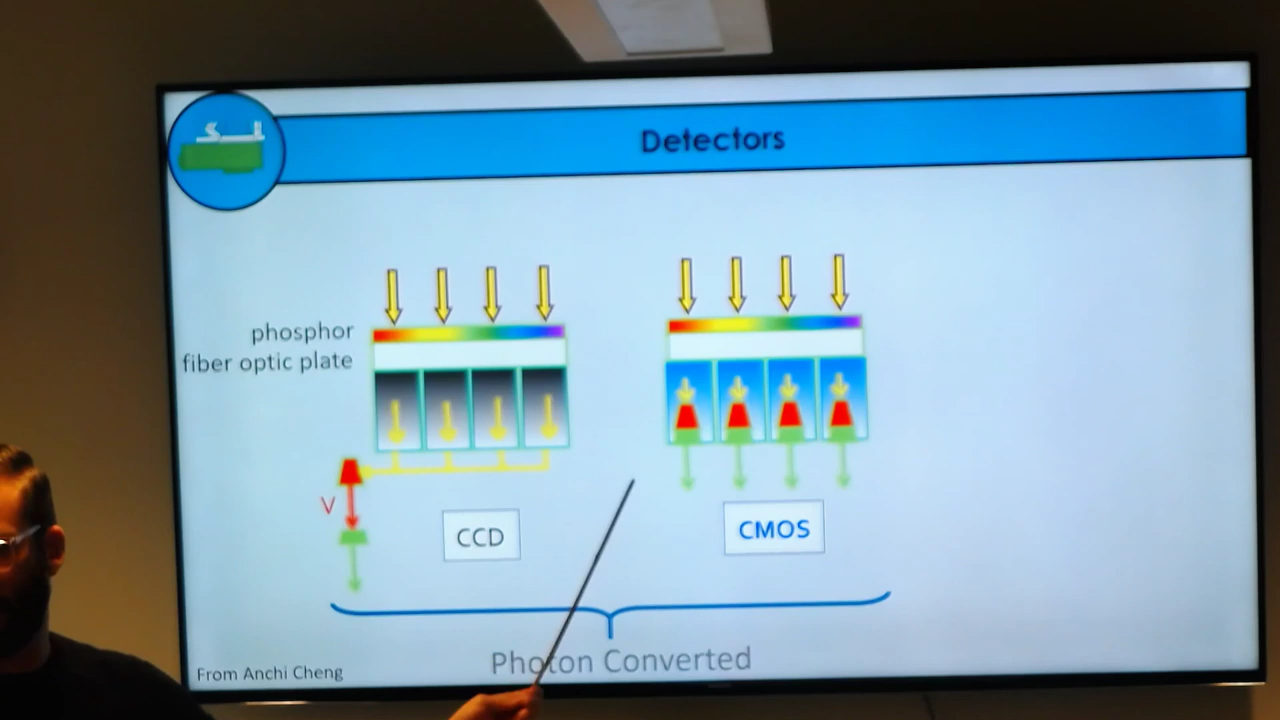 Detectors
phosphor
fiber optic plate
V
CCD
CMOS
Photon Converted
From Anchi Cheng